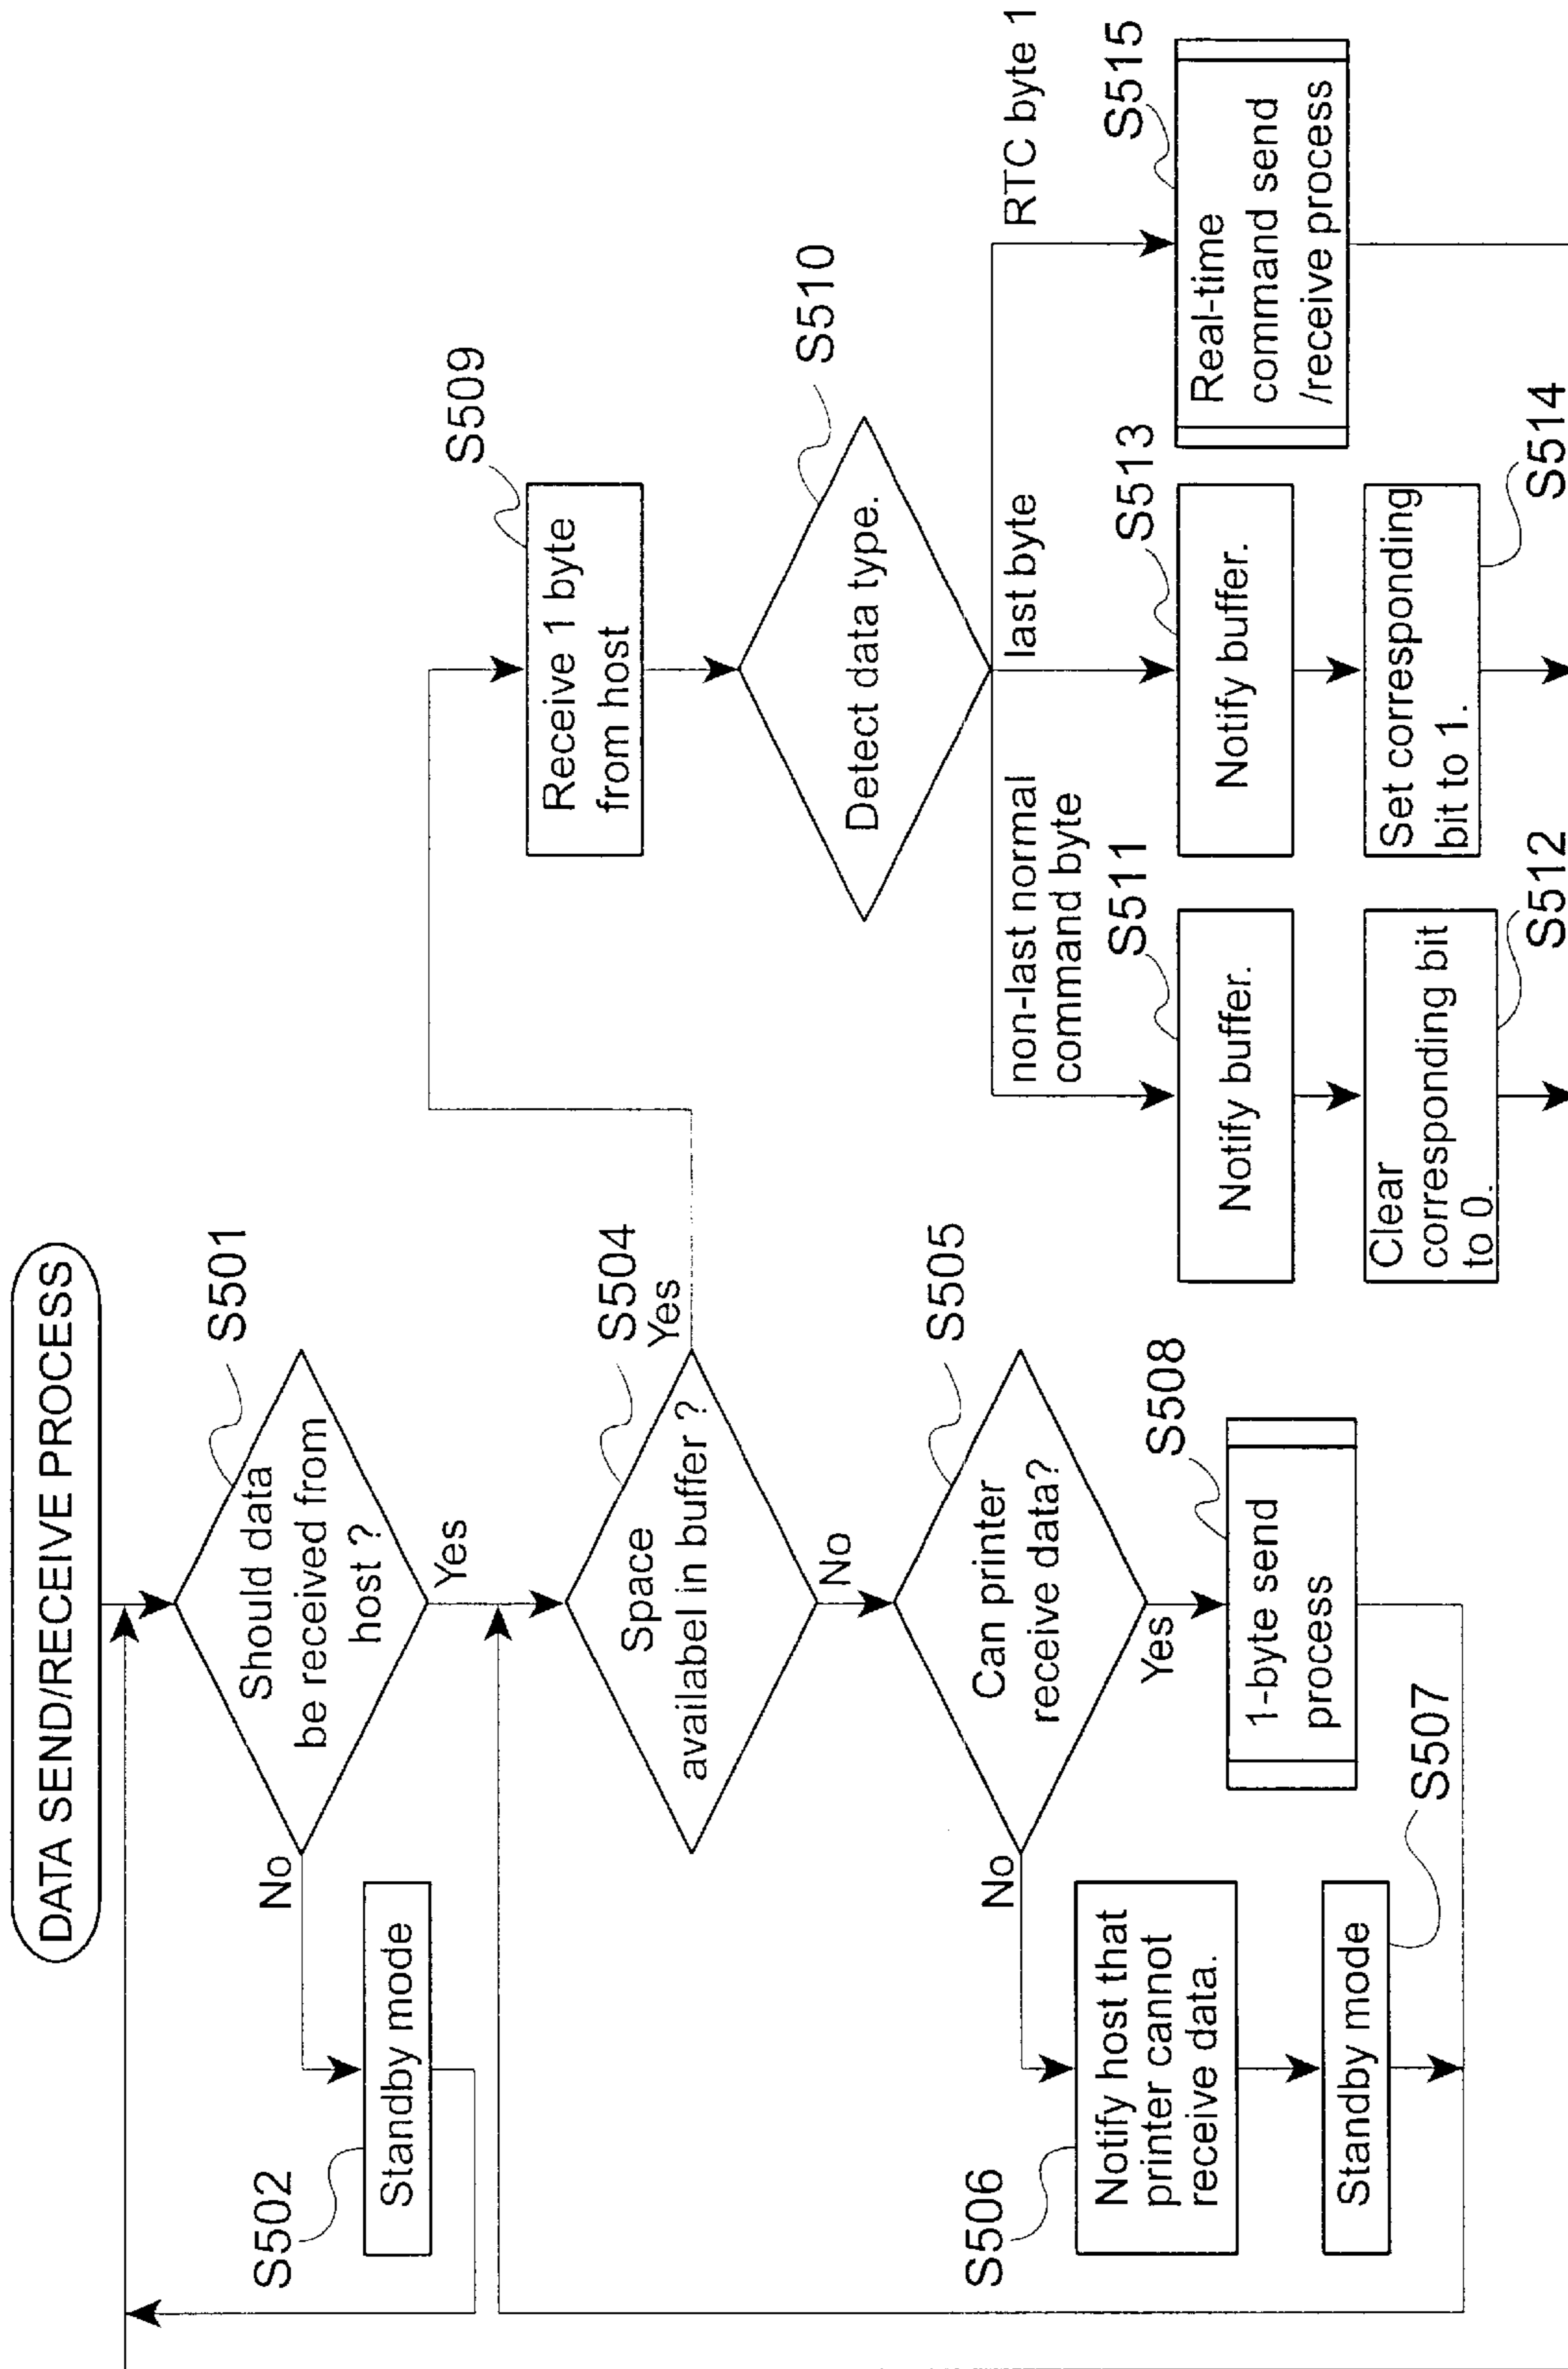 DATA SEND/RECEIVE PROCESS
S501
Should data
be received from
host ?
No
Yes
S502
Standby mode
S504
Space
availabel in buffer ?
Yes
No
S505
Can printer
receive data?
No
Yes
S506
Notify host that
printer cannot
receive data.
S507
Standby mode
S508
1-byte send
process
S509
Receive 1 byte
from host
S510
Detect data type.
non-last normal
command byte
last byte
RTC byte 1
S511
Notify buffer.
S512
Clear
corresponding bit
to 0.
S513
Notify buffer.
S514
Set corresponding
bit to 1.
S515
Real-time
command send
/receive process